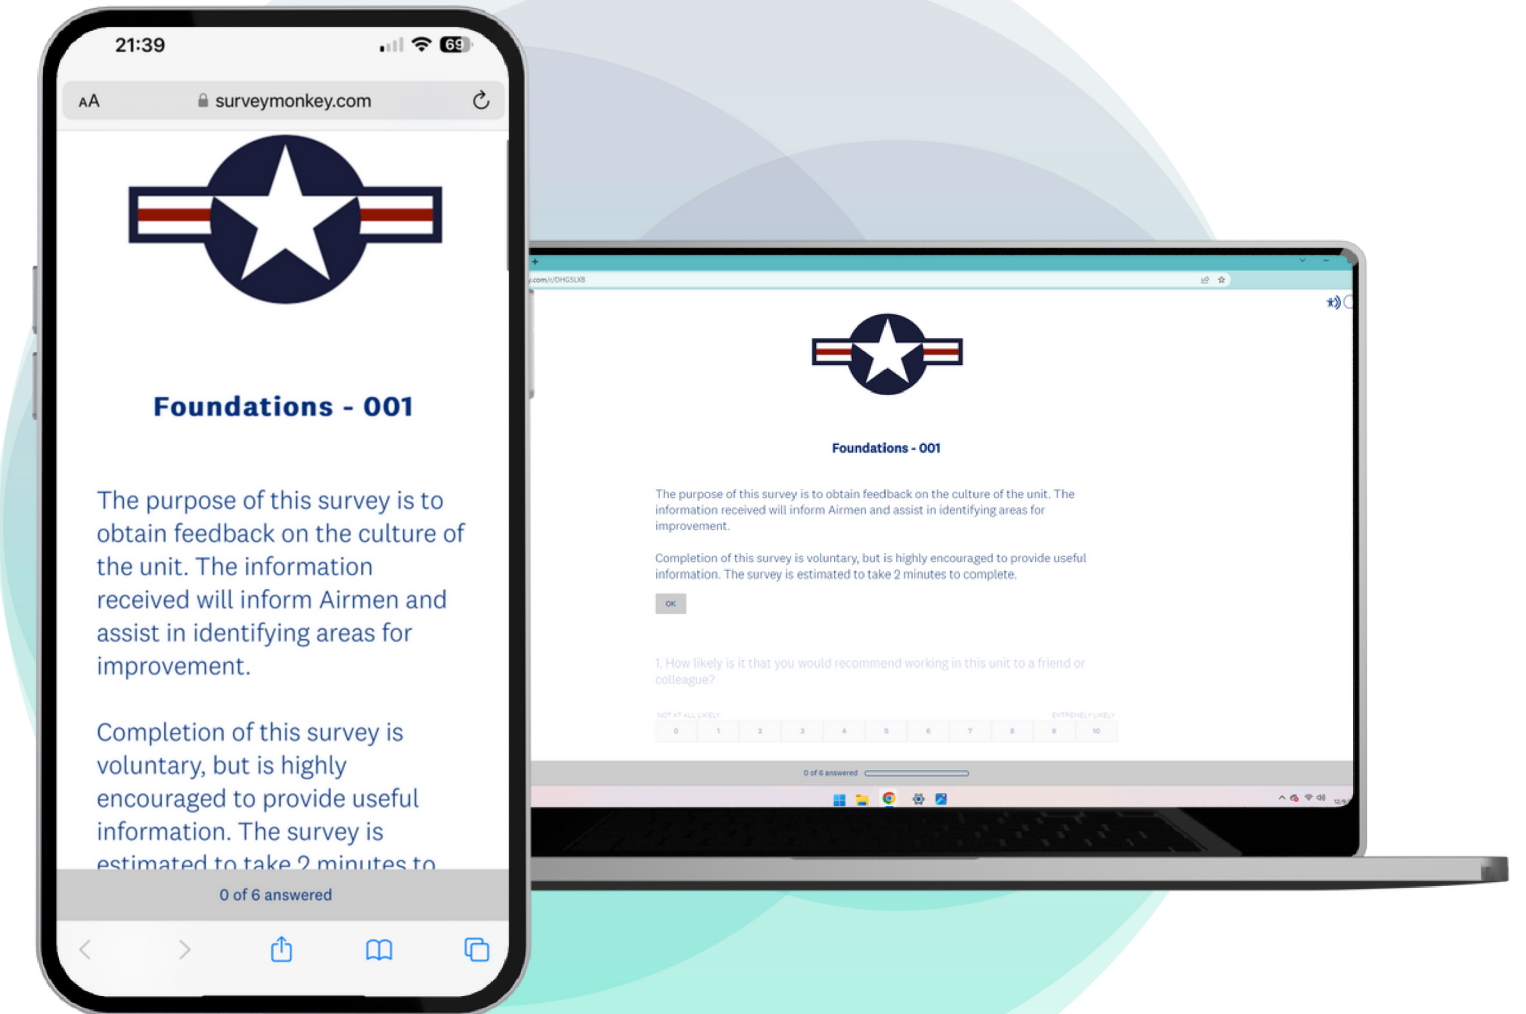 21:39
69
AA
surveymonkey.com
Foundations - 001
The purpose of this survey is to
obtain feedback on the culture of
the unit. The information
received will inform Airmen and
assist in identifying areas for
improvement.
Completion of this survey is
voluntary, but is highly
encouraged to provide useful
information. The survey is
estimated to take 2 minutes to
0 of 6 answered
Foundations - 001
The purpose of this survey is to obtain feedback on the culture of the unit. The
information received will inform Airmen and assist in identifying areas for
improvement.
Completion of this survey is voluntary, but is highly encouraged to provide useful
information. The survey is estimated to take 2 minutes to complete.
OK
1. How likely is it that you would recommend working in this unit to a friend or
colleague?
NOT AT ALL LIKELY EXTREMELY LIKELY
0 1 2 3 4 5 6 7 8 9 10
0 of 6 answered